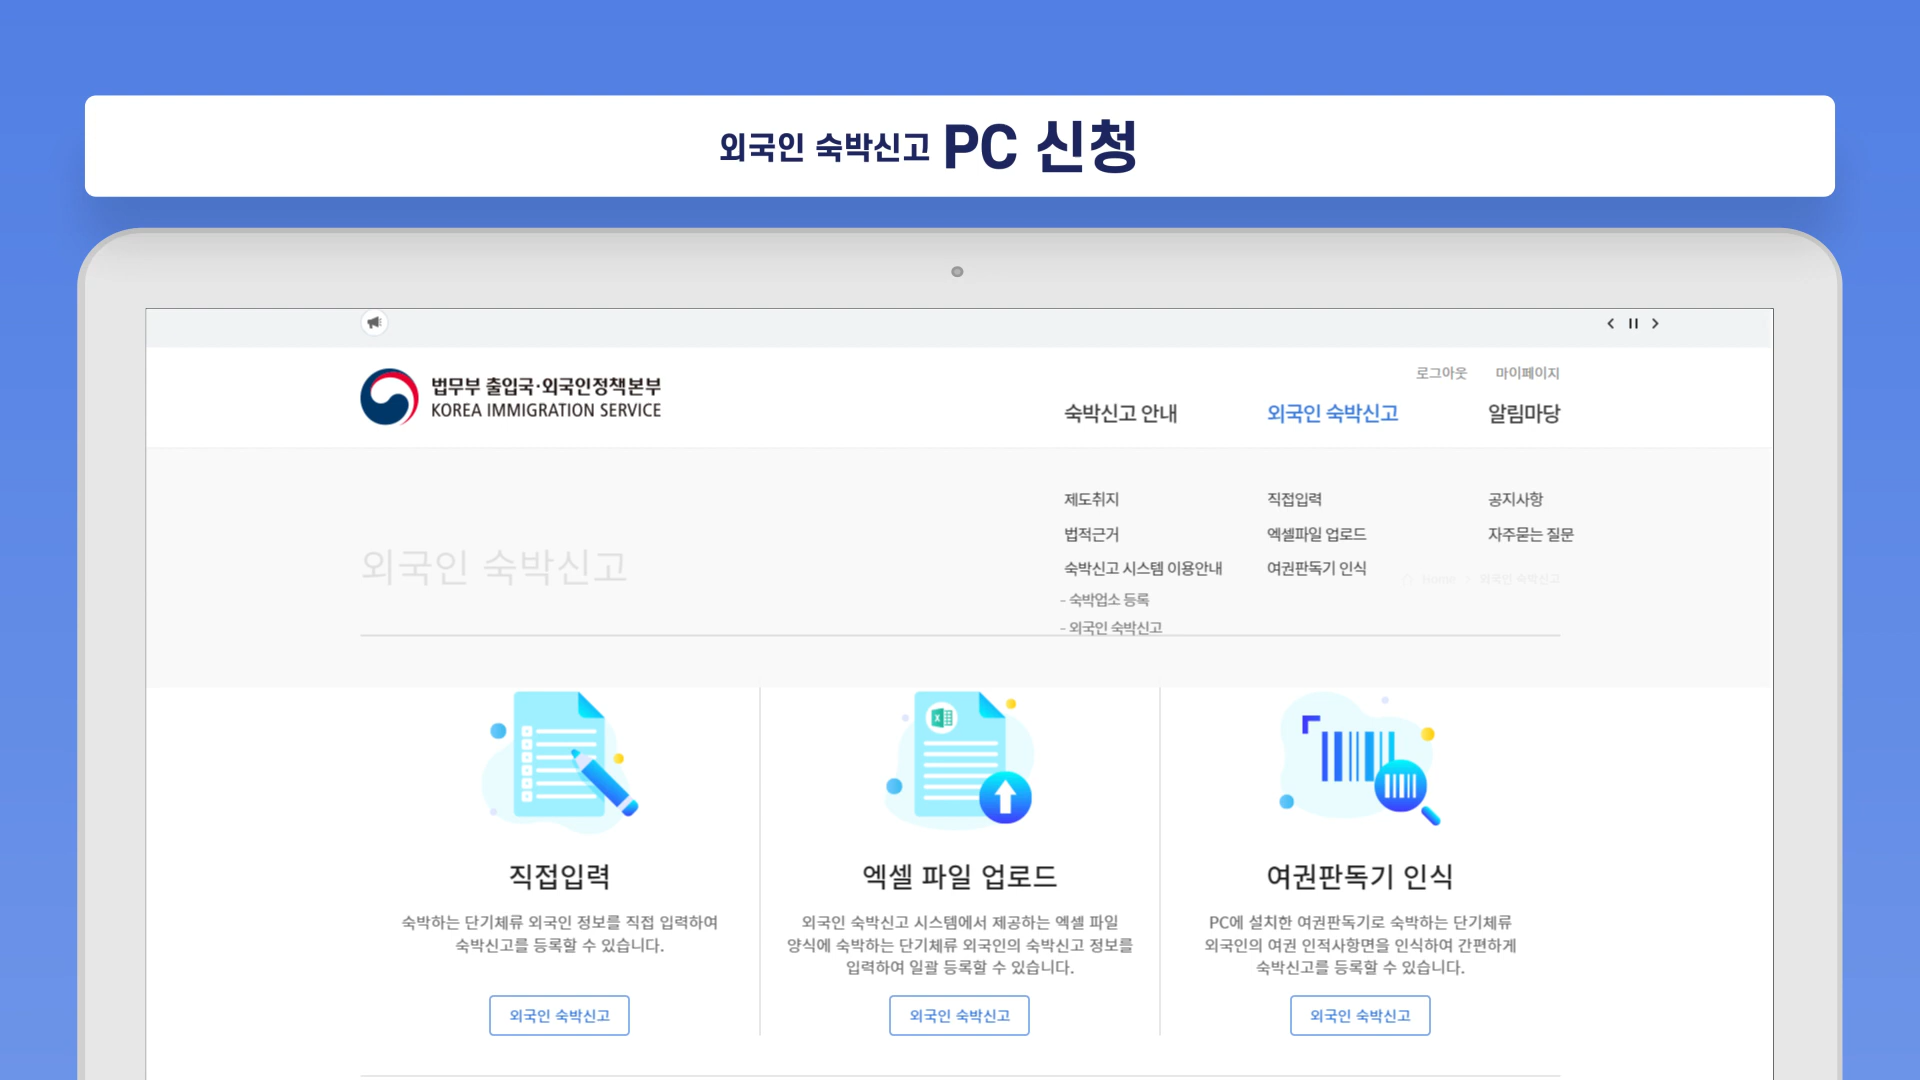 외국인 숙박신고 PC 신청
로그아웃 마이페이지
법무부 출입국·외국인정책본부
KOREA IMMIGRATION SERVICE
숙박신고 안내 외국인 숙박신고 알림마당
제도취지 직접입력 공지사항
법적근거 엑셀파일 업로드 자주묻는 질문
숙박신고 시스템 이용안내 여권판독기 인식
외국인 숙박신고
Home > 외국인 숙박신고
- 숙박업소 등록
- 외국인 숙박신고
직접입력
숙박하는 단기체류 외국인 정보를 직접 입력하여
숙박신고를 등록할 수 있습니다.
외국인 숙박신고
엑셀 파일 업로드
외국인 숙박신고 시스템에서 제공하는 엑셀 파일
양식에 숙박하는 단기체류 외국인의 숙박신고 정보를
입력하여 일괄 등록할 수 있습니다.
외국인 숙박신고
여권판독기 인식
PC에 설치한 여권판독기로 숙박하는 단기체류
외국인의 여권 인적사항면을 인식하여 간편하게
숙박신고를 등록할 수 있습니다.
외국인 숙박신고